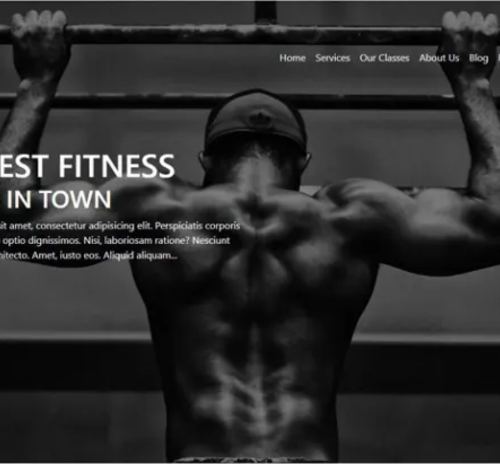 Home Services Our Classes About Us Blog
EST FITNESS
IN TOWN
sit amet, consectetur adipisicing elit. Perspiciatis corporis
optio dignissimos. Nisi, laboriosam ratione? Nesciunt
hitecto. Amet, iusto eos. Aliquid aliquam...